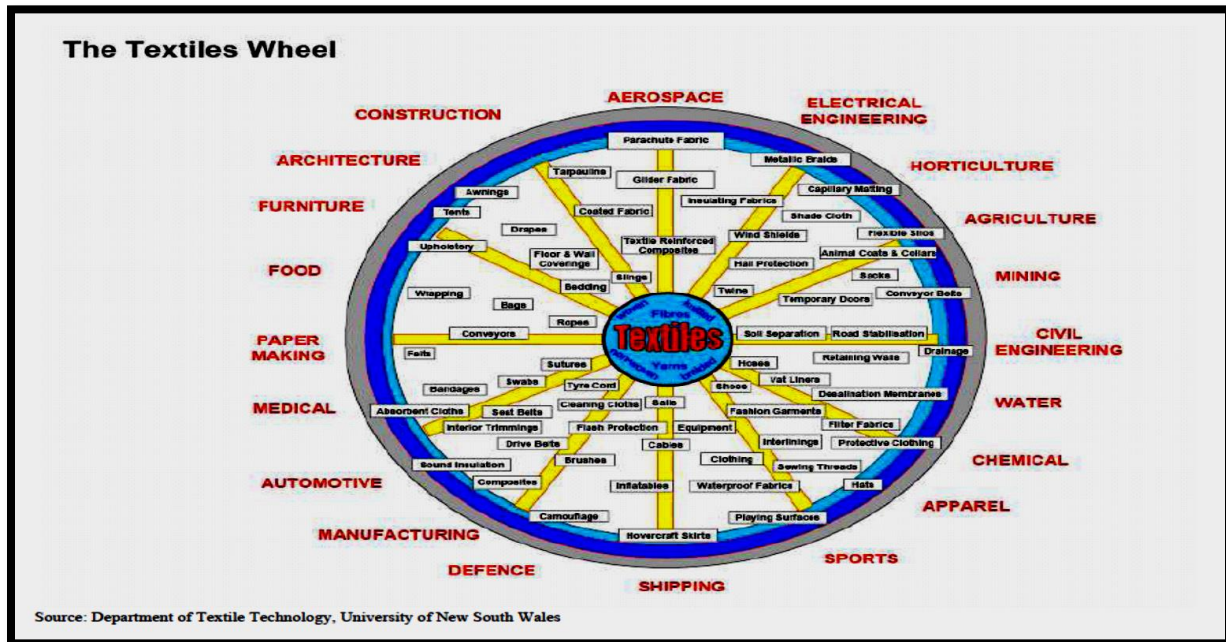 The Textiles Wheel
AEROSPACE
ELECTRICAL
ENGINEERING
HORTICULTURE
AGRICULTURE
MINING
CIVIL
ENGINEERING
WATER
CHEMICAL
APPAREL
SPORTS
SHIPPING
DEFENCE
MANUFACTURING
AUTOMOTIVE
MEDICAL
PAPER
MAKING
FOOD
FURNITURE
ARCHITECTURE
CONSTRUCTION
Parachute Fabric
Glider Fabric
Textile Reinforced
Composites
Metallic Braids
Insulating Fabrics
Wind Shields
Capillary Matting
Shade Cloth
Hail Protection
Twine
Flexible Silos
Animal Coats & Collars
Sacks
Temporary Doors
Conveyor Belts
Soil Separation
Road Stabilisation
Retaining Walls
Drainage
Hoses
Vat Liners
Desalination Membranes
Filter Fabrics
Protective Clothing
Shoes
Fashion Garments
Interlinings
Sewing Threads
Hats
Equipment
Clothing
Waterproof Fabrics
Playing Surfaces
Sails
Cables
Inflatables
Hovercraft Skirts
Flash Protection
Camouflage
Cleaning Cloths
Brushes
Composites
Tyre Cord
Seat Belts
Interior Trimmings
Drive Belts
Sound Insulation
Sutures
Swabs
Bandages
Absorbent Cloths
Felts
Conveyors
Ropes
Bags
Wrapping
Bedding
Floor & Wall
Coverings
Drapes
Upholstery
Tents
Awnings
Slings
Coated Fabric
Tarpaulins
woven
knitted
Fibres
Textiles
Yarns
nonwoven
braided
Source: Department of Textile Technology, University of New South Wales